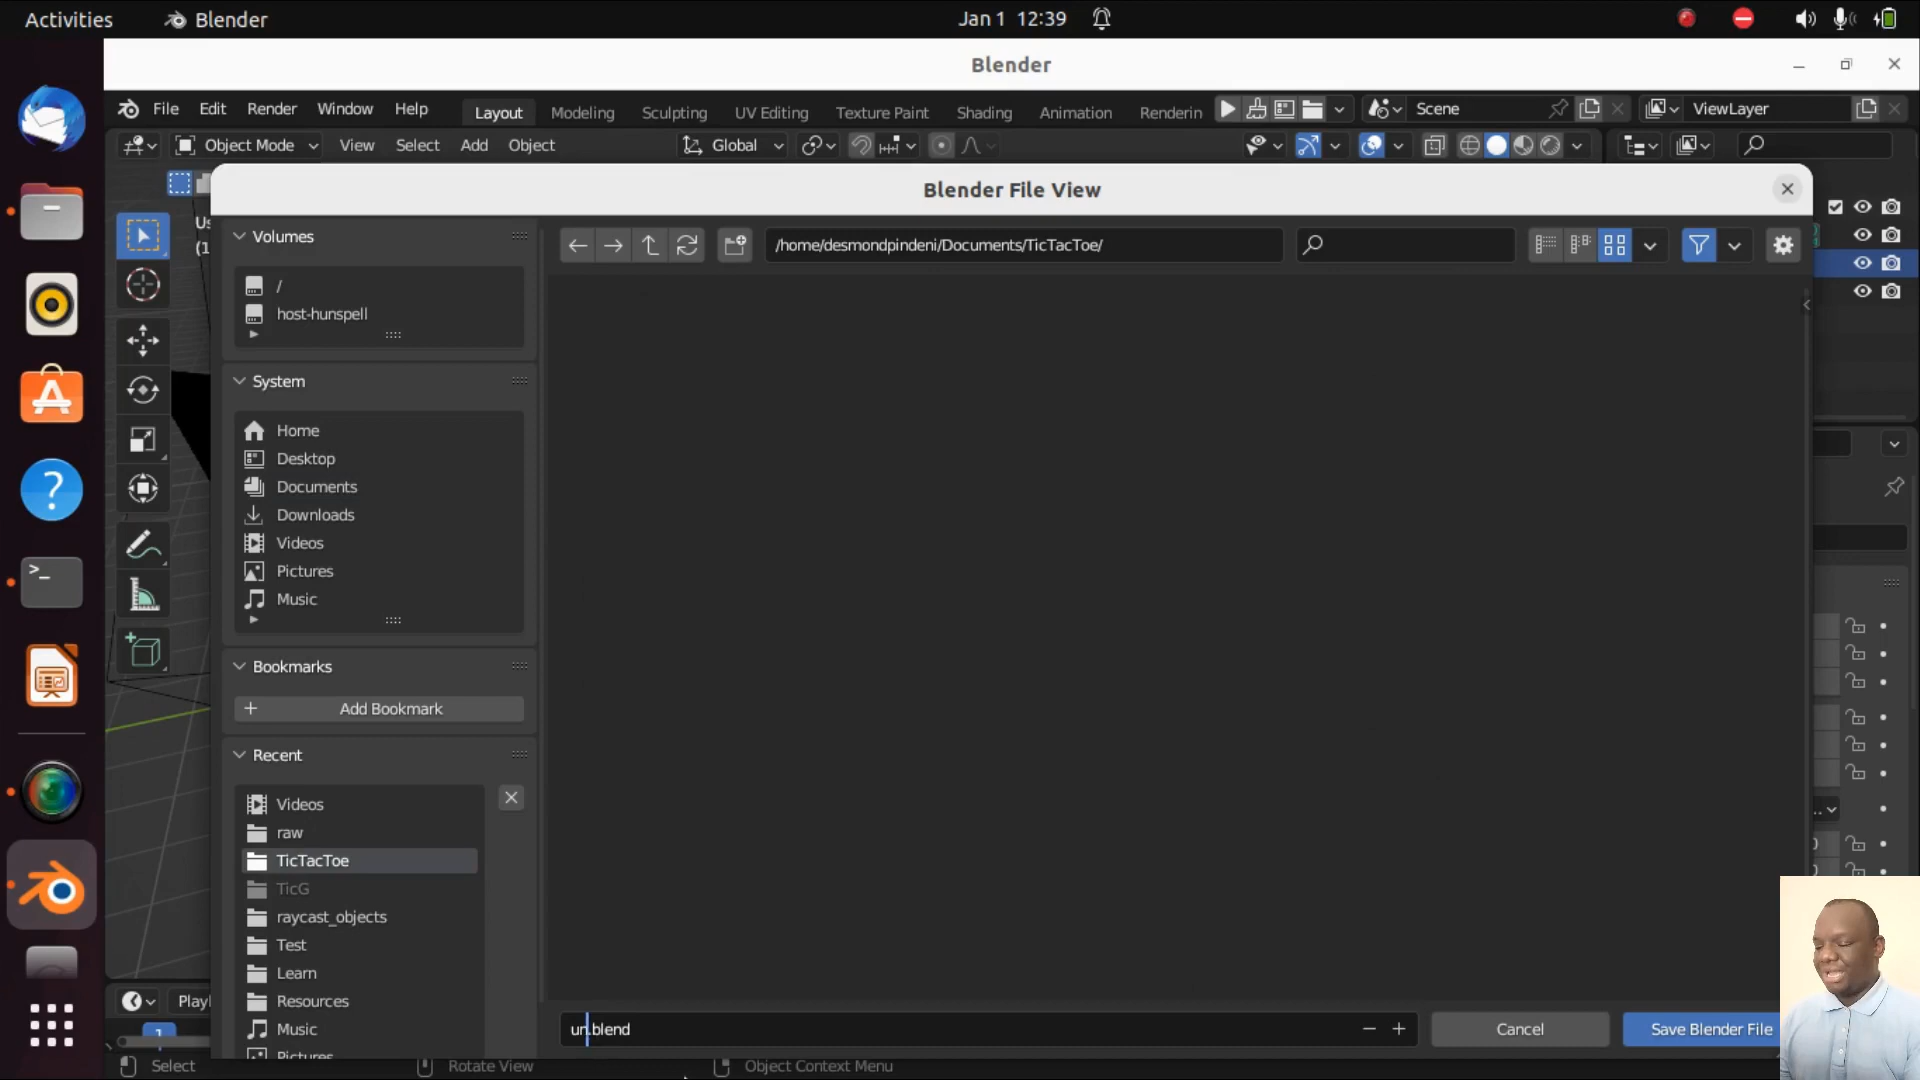 Activities
Blender
Jan 1 12:39
Blender
File Edit Render Window Help
Layout Modeling Sculpting UV Editing Texture Paint Shading Animation Renderin
Scene
ViewLayer
Object Mode
View Select Add Object
Global
Blender File View
Volumes
/
host-hunspell
/home/desmondpindeni/Documents/TicTacToe/
System
Home
Desktop
Documents
Downloads
Videos
Pictures
Music
Bookmarks
Add Bookmark
Recent
Videos
raw
TicTacToe
TicG
raycast_objects
Test
Learn
Resources
Music
Pictures
un.blend
Cancel
Save Blender File
1
Select
Rotate View
Object Context Menu